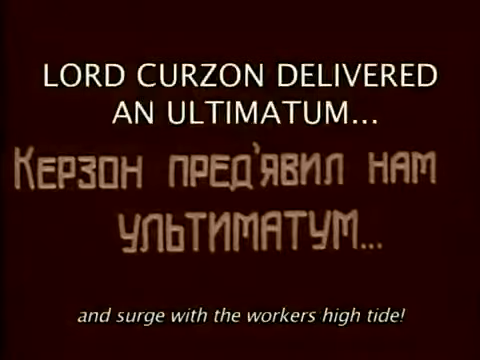 LORD CURZON DELIVERED
AN ULTIMATUM...
Керзон пред'явил нам
ультиматум...
and surge with the workers high tide!